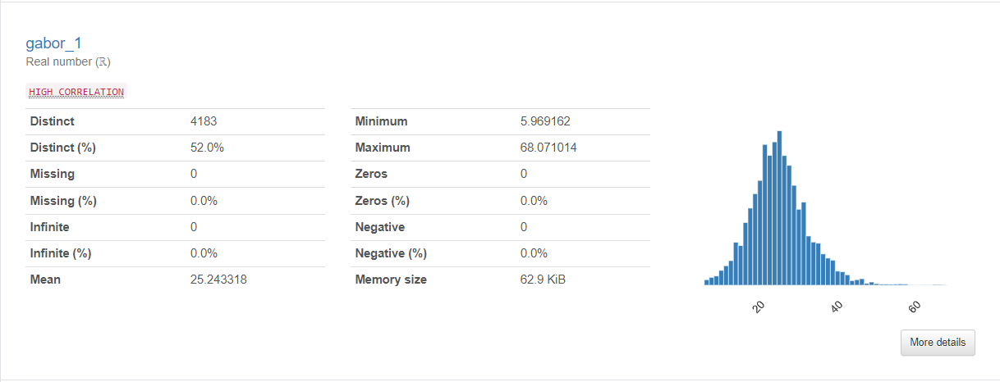 gabor_1
Real number (ℝ)
HIGH CORRELATION
Distinct 4183
Distinct (%) 52.0%
Missing 0
Missing (%) 0.0%
Infinite 0
Infinite (%) 0.0%
Mean 25.243318
Minimum 5.969162
Maximum 68.071014
Zeros 0
Zeros (%) 0.0%
Negative 0
Negative (%) 0.0%
Memory size 62.9 KiB
20 40 60
More details